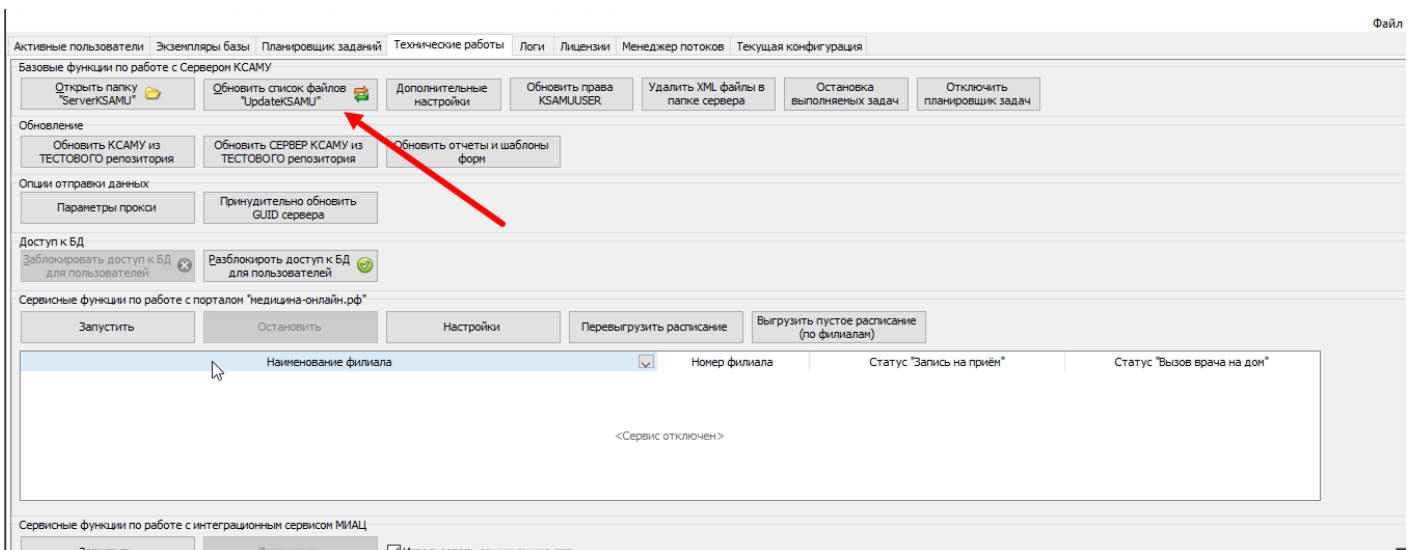 Файл
Активные пользователи Экземпляры базы Планировщик заданий Технические работы Логи Лицензии Менеджер потоков Текущая конфигурация
Базовые функции по работе с Сервером КСАМУ
Открыть папку "ServerKSAMU"
Обновить список файлов "UpdateKSAMU"
Дополнительные настройки
Обновить права KSAMUUSER
Удалить XML файлы в папке сервера
Остановка выполняемых задач
Отключить планировщик задач
Обновление
Обновить КСАМУ из ТЕСТОВОГО репозитория
Обновить СЕРВЕР КСАМУ из ТЕСТОВОГО репозитория
Обновить отчеты и шаблоны форм
Опции отправки данных
Параметры прокси
Принудительно обновить GUID сервера
Доступ к БД
Заблокировать доступ к БД для пользователей
Разблокироть доступ к БД для пользователей
Сервисные функции по работе с порталом "медицина-онлайн.рф"
Запустить
Остановить
Настройки
Перевыгрузить расписание
Выгрузить пустое расписание (по филиалам)
Наименование филиала Номер филиала Статус "Запись на приём" Статус "Вызов врача на дом"
<Сервис отключен>
Сервисные функции по работе с интеграционным сервисом МИАЦ